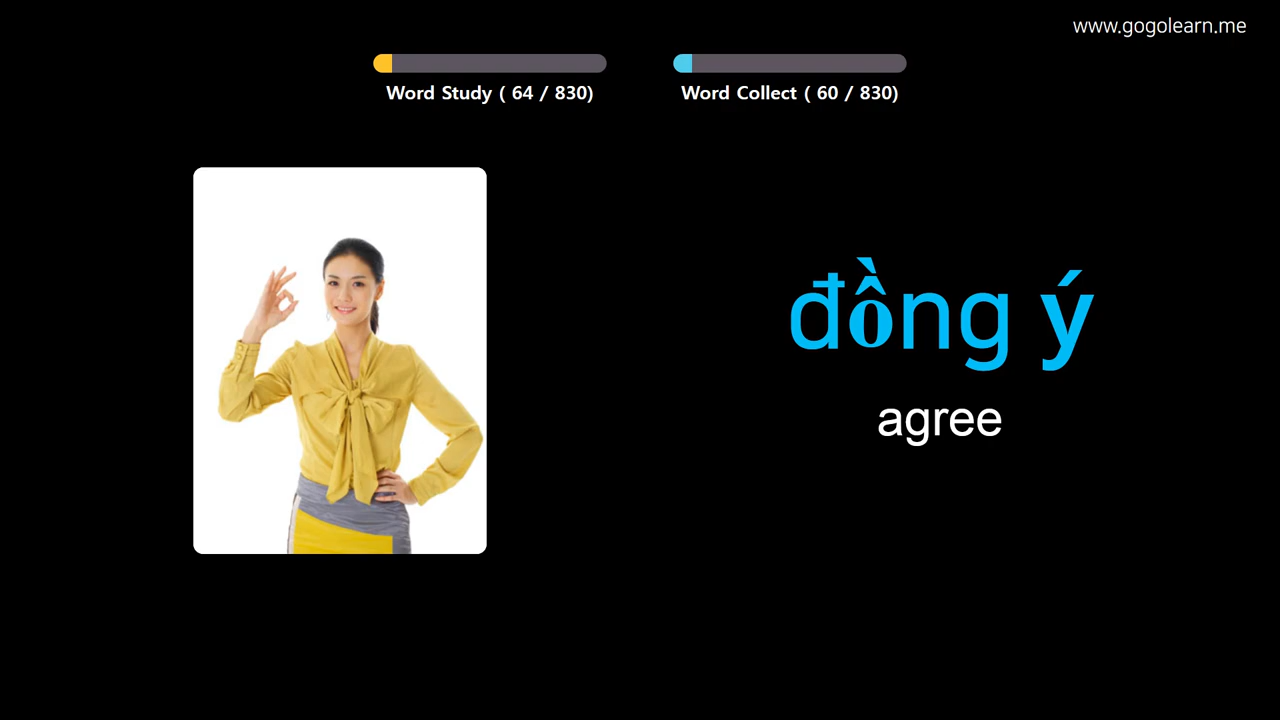 www.gogolearn.me
Word Study ( 64 / 830)
Word Collect ( 60 / 830)
đồng ý
agree